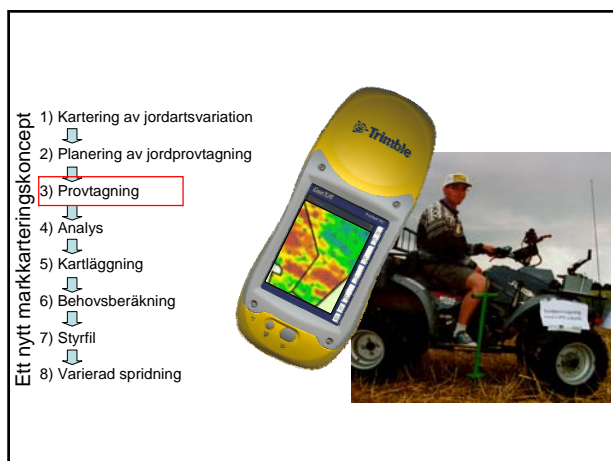 Ett nytt markkarteringskoncept
1) Kartering av jordartsvariation
2) Planering av jordprovtagning
3) Provtagning
4) Analys
5) Kartläggning
6) Behovsberäkning
7) Styrfil
8) Varierad spridning
Trimble